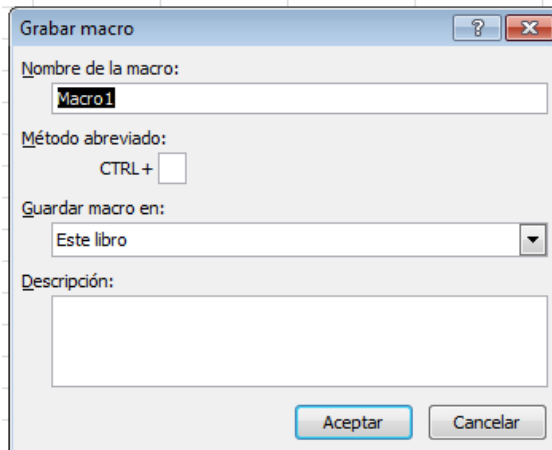 Grabar macro
Nombre de la macro:
Macro1
Método abreviado:
CTRL+
Guardar macro en:
Este libro
Descripción:
Aceptar Cancelar